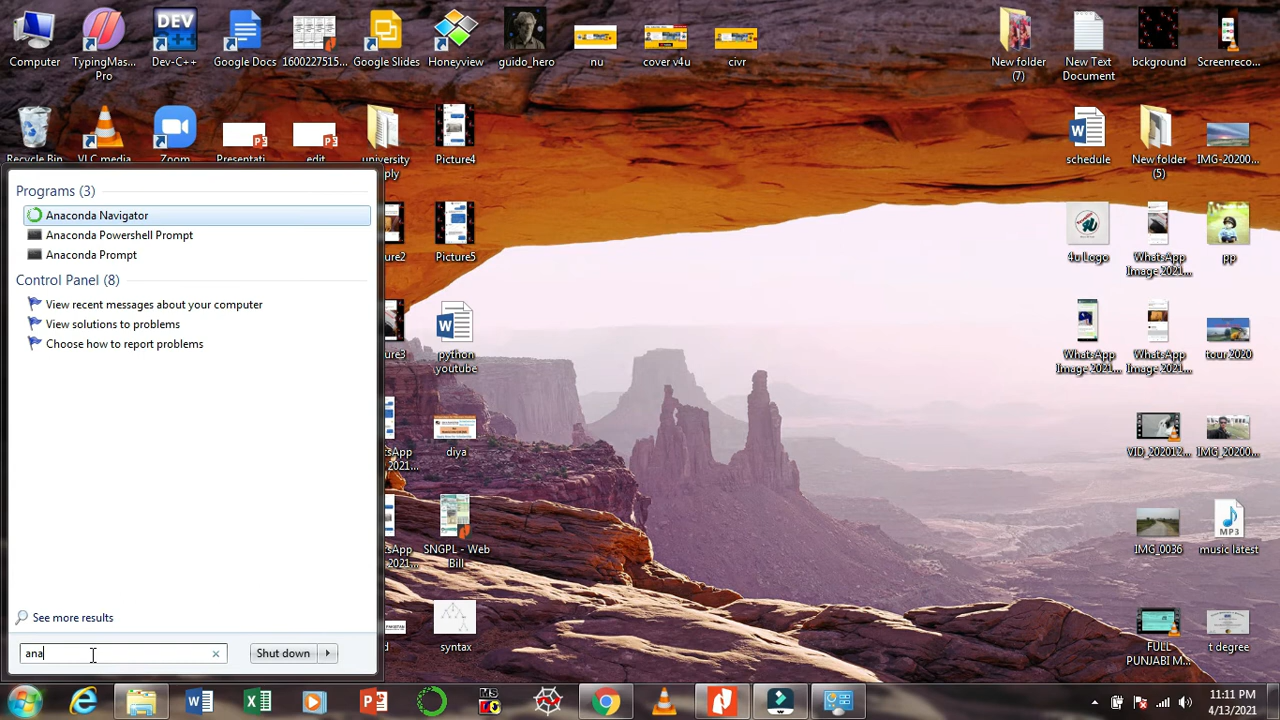 Computer
TypingMas...
Pro
Dev-C++
Google Docs
1600227515...
Google Slides
Honeyview
guido_hero
nu
cover v4u
civr
New folder
(7)
New Text
Document
bckground
Screenreco...
DEV
C++
Recycle Bin
VLC media
Zoom
Presentati...
edit
university
Picture4
schedule
New folder
(5)
IMG-20200...
Programs (3)
Anaconda Navigator
Anaconda Powershell Prompt
Anaconda Prompt
Control Panel (8)
View recent messages about your computer
View solutions to problems
Choose how to report problems
See more results
ana
Shut down
Picture5
4u Logo
WhatsApp
Image 2021...
pp
python
youtube
WhatsApp
Image 2021...
WhatsApp
Image 2021...
tour 2020
diya
VID_202012...
IMG_20200...
SNGPL - Web
Bill
IMG_0036
MP3
music latest
syntax
FULL
PUNJABI M...
t degree
11:11 PM
4/13/2021